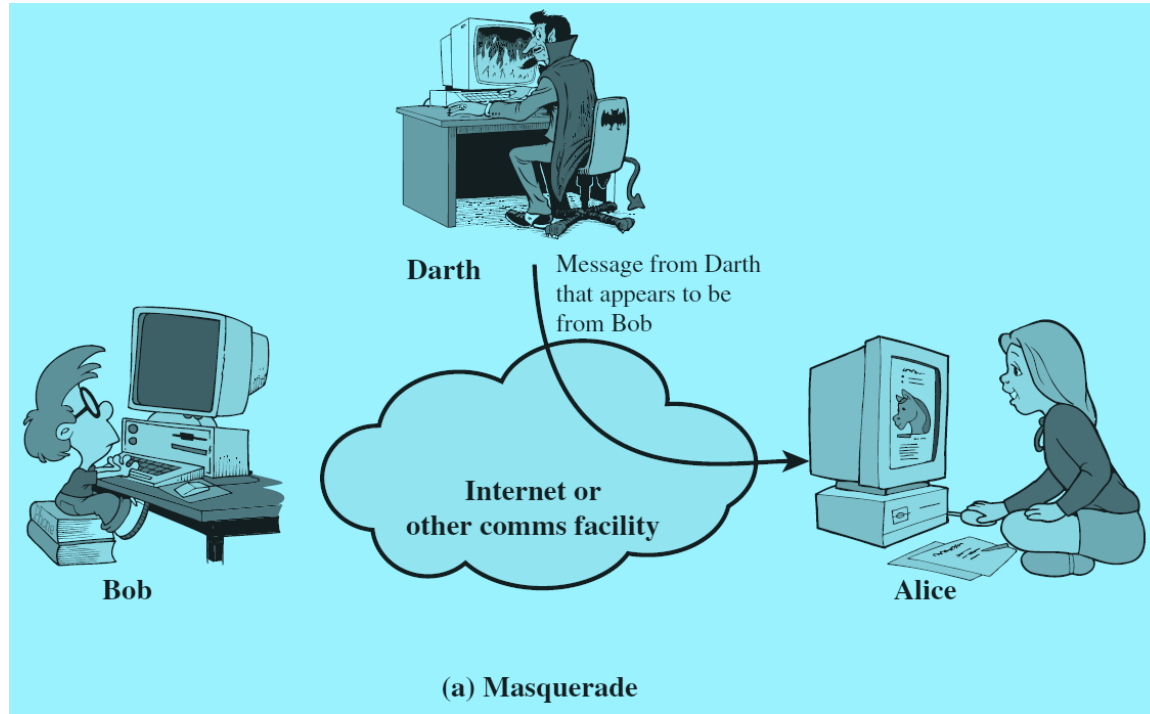 Darth
Message from Darth
that appears to be
from Bob
Internet or
other comms facility
Bob
Alice
(a) Masquerade